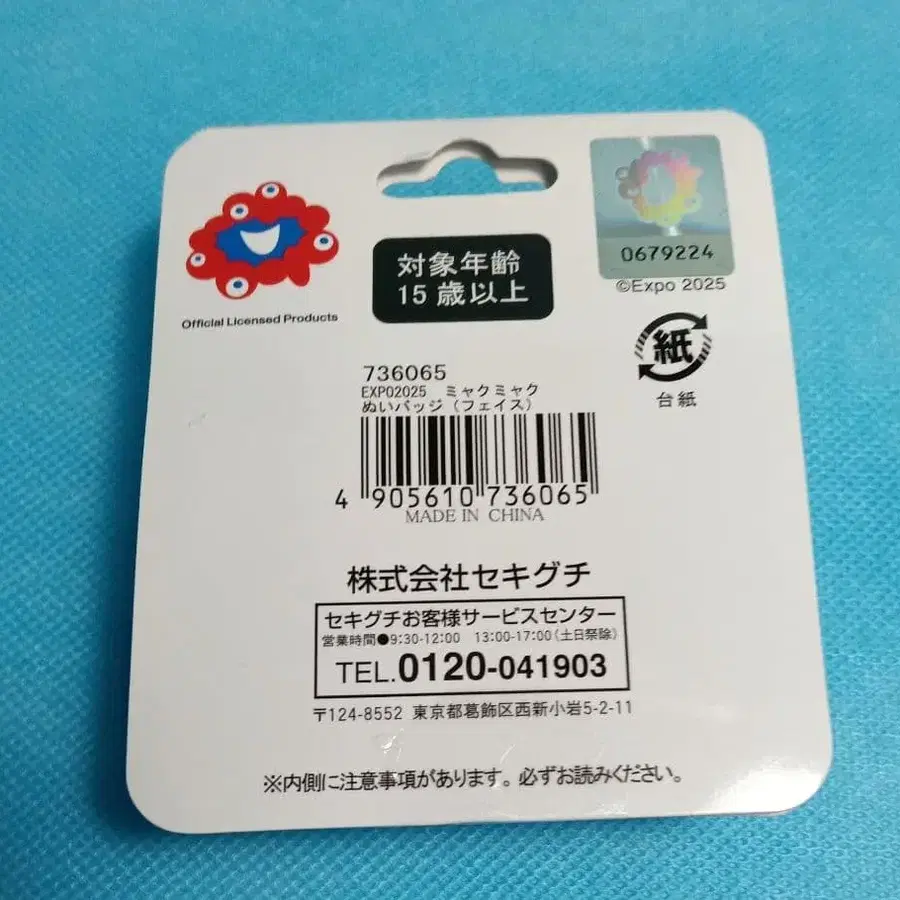 Official Licensed Products
対象年齢
15歳以上
0679224
©Expo 2025
紙
台紙
736065
EXPO2025 ミャクミャク
ぬいバッジ(フェイス)
4 905610 736065
MADE IN CHINA
株式会社セキグチ
セキグチお客様サービスセンター
営業時間●9:30-12:00 13:00-17:00(土日祭除)
TEL.0120-041903
〒124-8552 東京都葛飾区西新小岩5-2-11
※内側に注意事項があります。必ずお読みください。